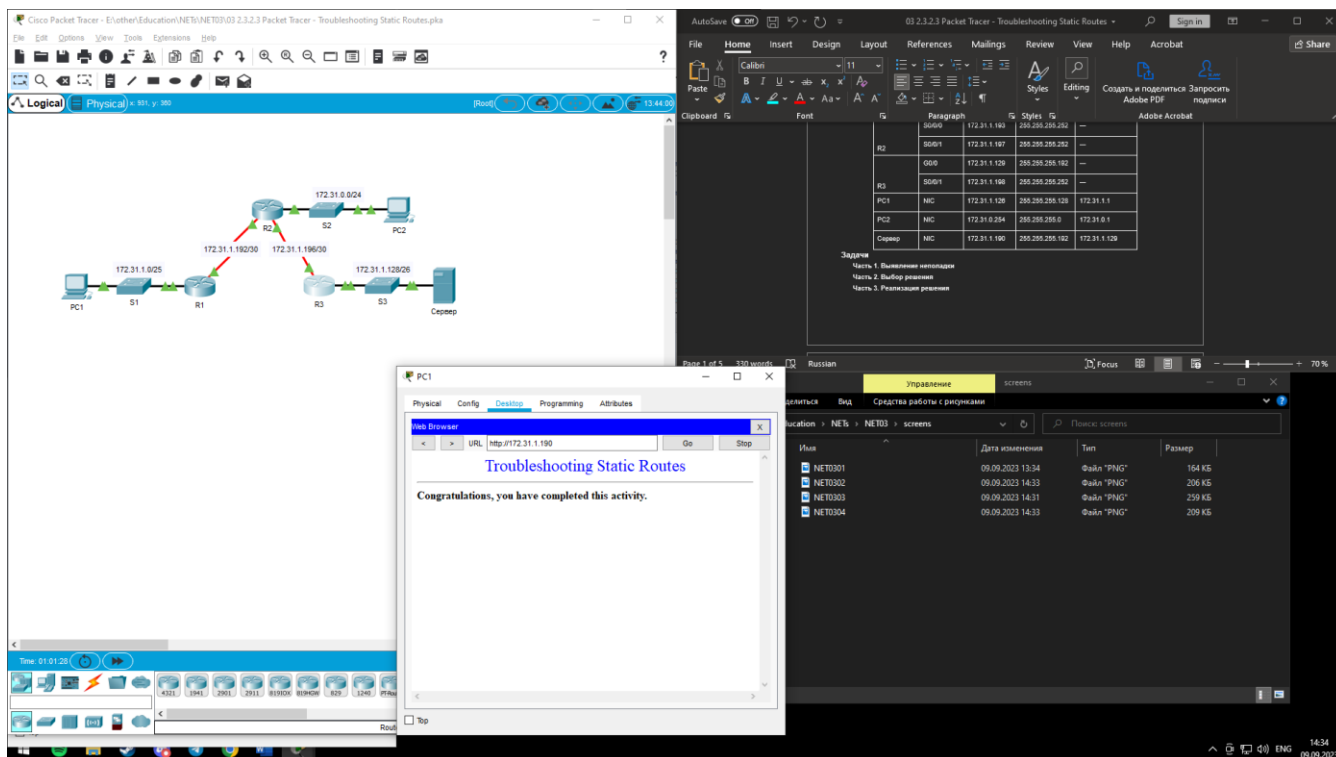 Cisco Packet Tracer - E:\other\Education\NETs\NET03\03 2.3.2.3 Packet Tracer - Troubleshooting Static Routes.pka
File Edit Options View Tools Extensions Help
?
Logical Physical x: 931, y: 360 [Root] 13:44:00
172.31.0.0/24
R2
S2
PC2
172.31.1.192/30 172.31.1.196/30
172.31.1.0/25
172.31.1.128/26
PC1
S1
R1
R3
S3
Сервер
Time: 01:01:28
4321 1941 2901 2911 819IOX 819HGW 829 1240
PC1
Physical Config Desktop Programming Attributes
Web Browser X
< > URL http://172.31.1.190 Go Stop
Troubleshooting Static Routes
Congratulations, you have completed this activity.
Top
AutoSave Off 03 2.3.2.3 Packet Tracer - Troubleshooting Static Routes Sign in
File Home Insert Design Layout References Mailings Review View Help Acrobat Share
Calibri 11
Paste
B I U ab x₂ x²
A A A Aa A A
Styles
Editing
Создать и поделиться Adobe PDF
Запросить подписи
Clipboard Font Paragraph Styles Adobe Acrobat
S0/0/0 172.31.1.193 255.255.255.252 —
R2 S0/0/1 172.31.1.197 255.255.255.252 —
G0/0 172.31.1.129 255.255.255.192 —
R3 S0/0/1 172.31.1.198 255.255.255.252 —
PC1 NIC 172.31.1.126 255.255.255.128 172.31.1.1
PC2 NIC 172.31.0.254 255.255.255.0 172.31.0.1
Сервер NIC 172.31.1.190 255.255.255.192 172.31.1.129
Задачи
Часть 1. Выявление неполадки
Часть 2. Выбор решения
Часть 3. Реализация решения
Page 1 of 5 330 words Russian Focus 70%
Управление screens
Вид Средства работы с рисунками
NETs › NET03 › screens Поиск: screens
Имя Дата изменения Тип Размер
NET0301 09.09.2023 13:34 Файл "PNG" 164 КБ
NET0302 09.09.2023 14:33 Файл "PNG" 206 КБ
NET0303 09.09.2023 14:31 Файл "PNG" 259 КБ
NET0304 09.09.2023 14:33 Файл "PNG" 209 КБ
ENG 14:34